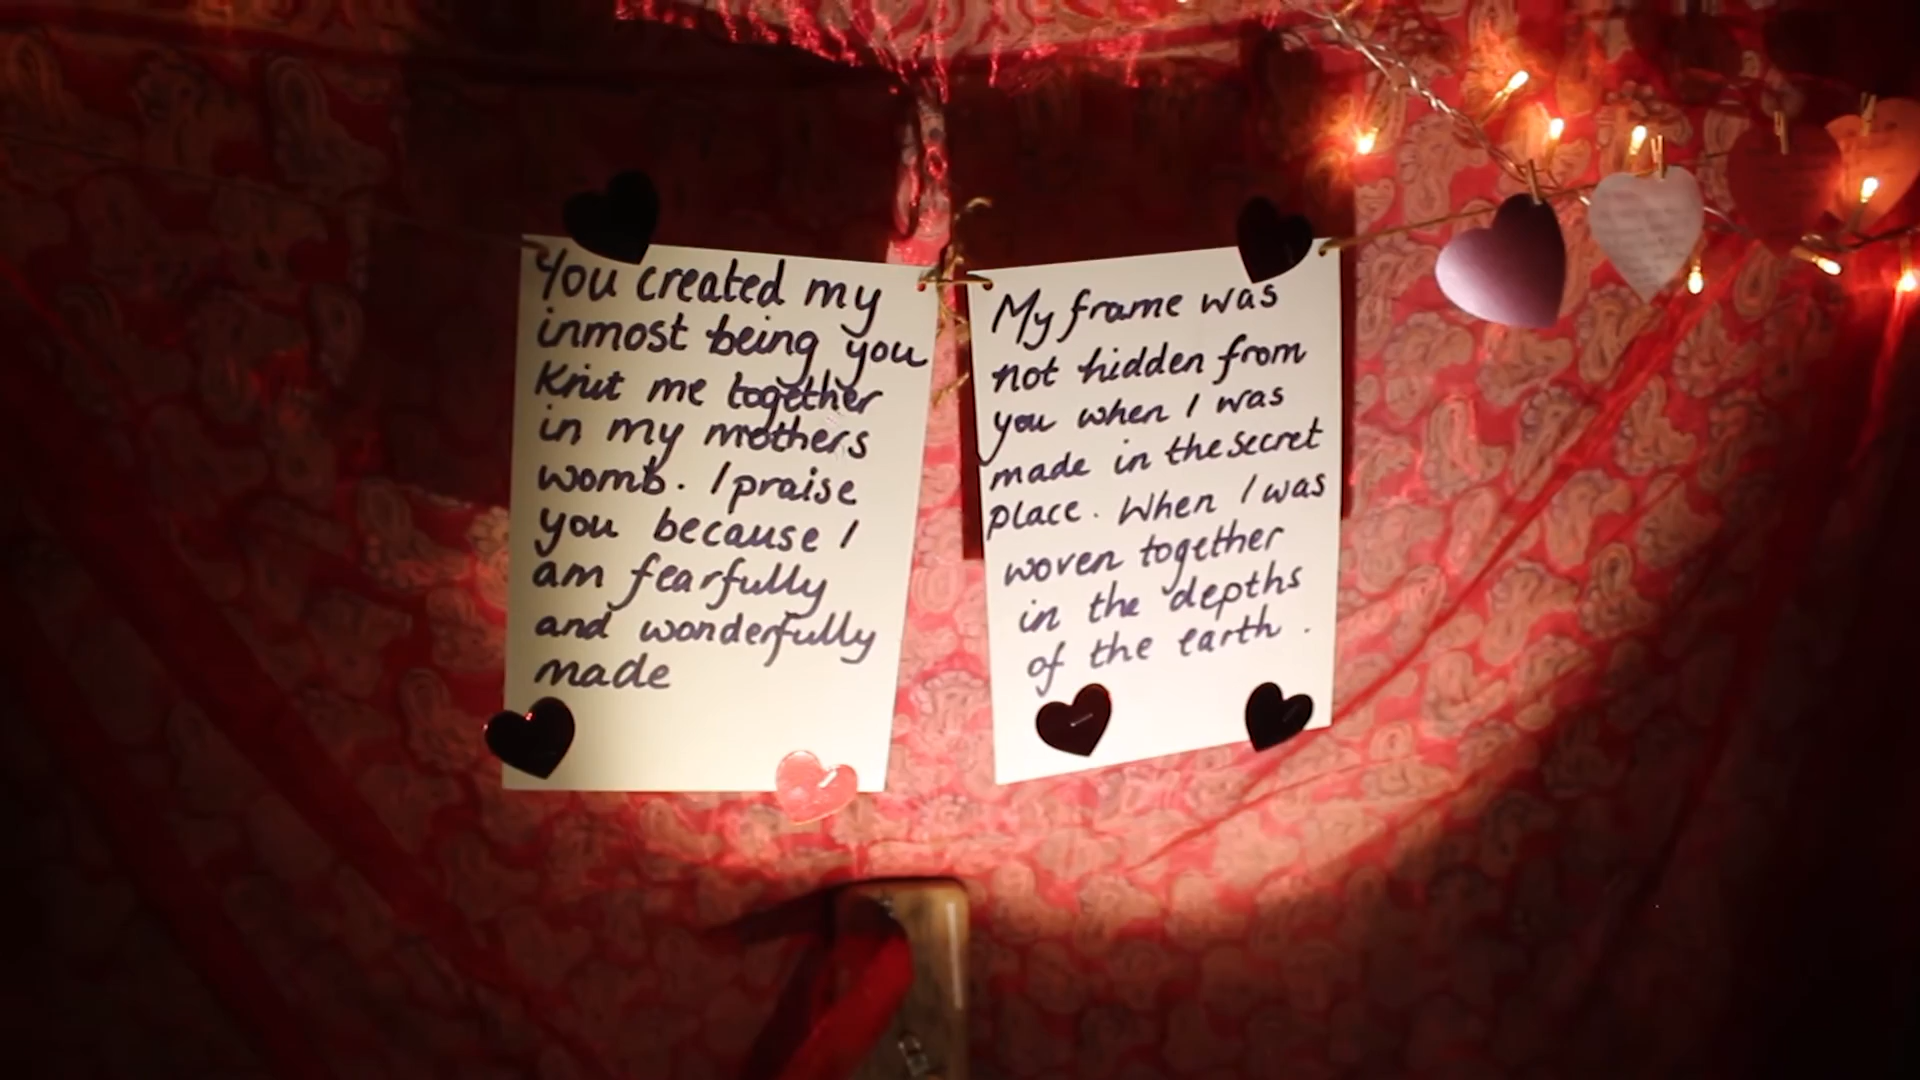 You created my
inmost being you
Knit me together
in my mothers
womb. I praise
you because I
am fearfully
and wonderfully
made
My frame was
not hidden from
you when I was
made in the secret
place. When I was
woven together
in the depths
of the earth.